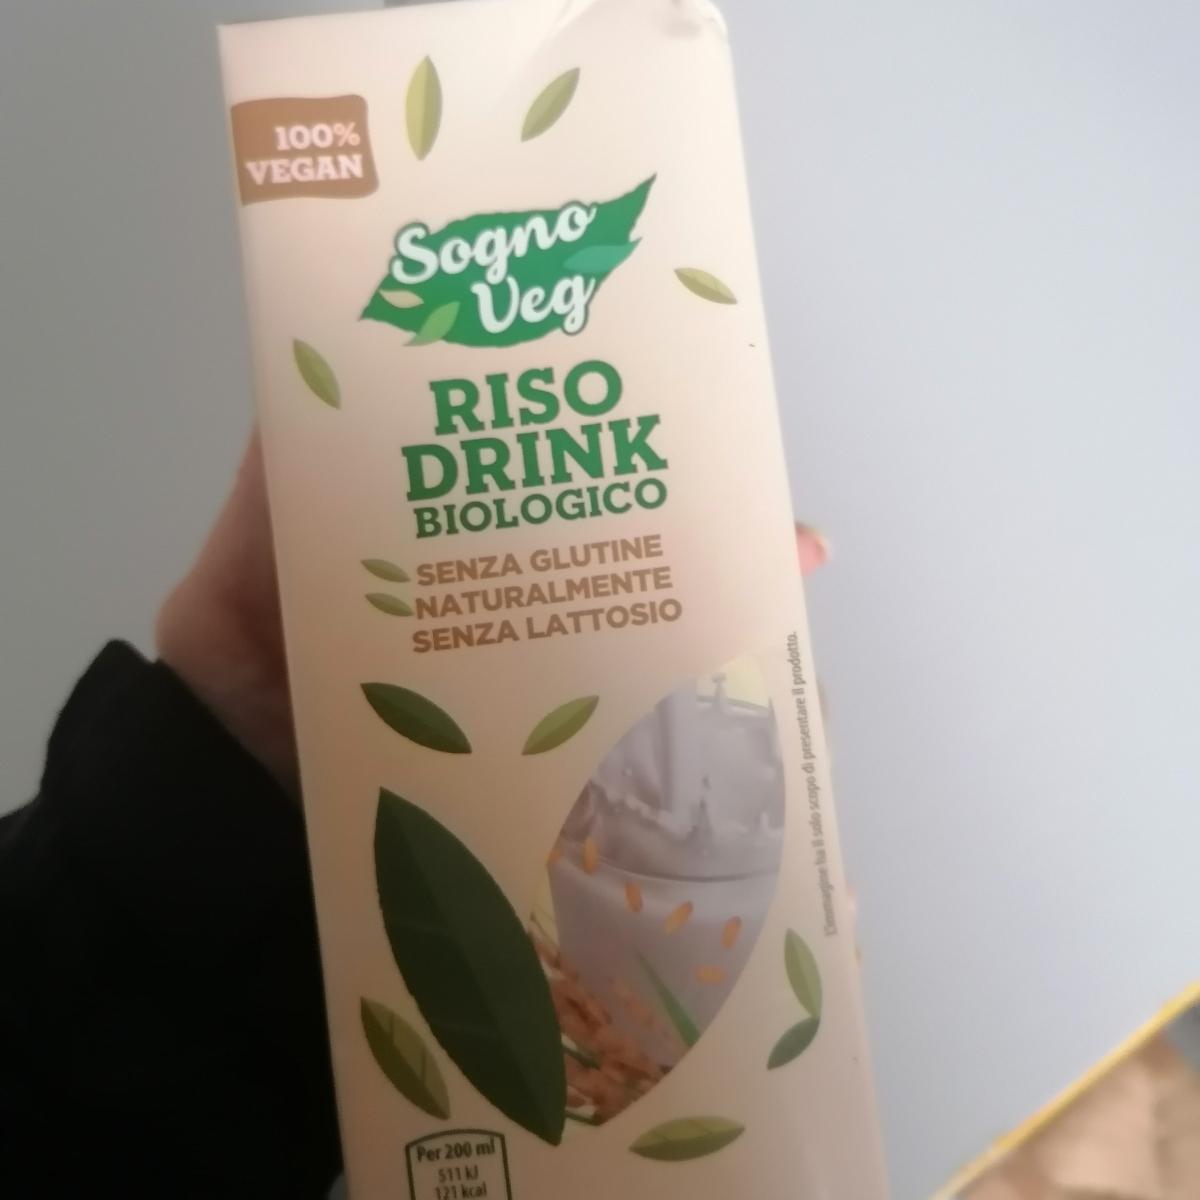 100%
VEGAN
Sogno
Veg
RISO
DRINK
BIOLOGICO
SENZA GLUTINE
NATURALMENTE
SENZA LATTOSIO
L'immagine ha il solo scopo di presentare il prodotto.
Per 200 ml
511 kJ
121 kcal